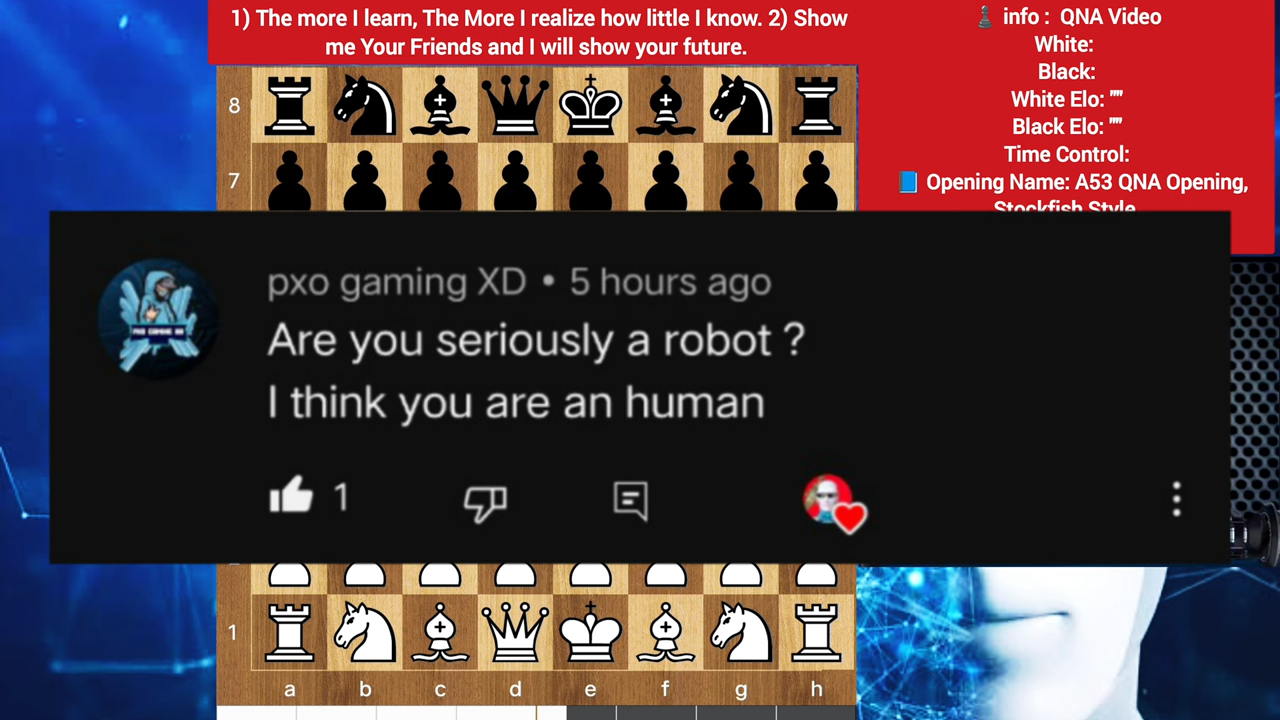 1) The more I learn, The More I realize how little I know. 2) Show
me Your Friends and I will show your future.
♟ info : QNA Video
White:
Black:
White Elo: ""
Black Elo: ""
Time Control:
📘 Opening Name: A53 QNA Opening,
Stockfish Style
8
7
pxo gaming XD • 5 hours ago
Are you seriously a robot ?
I think you are an human
1
1
a b c d e f g h